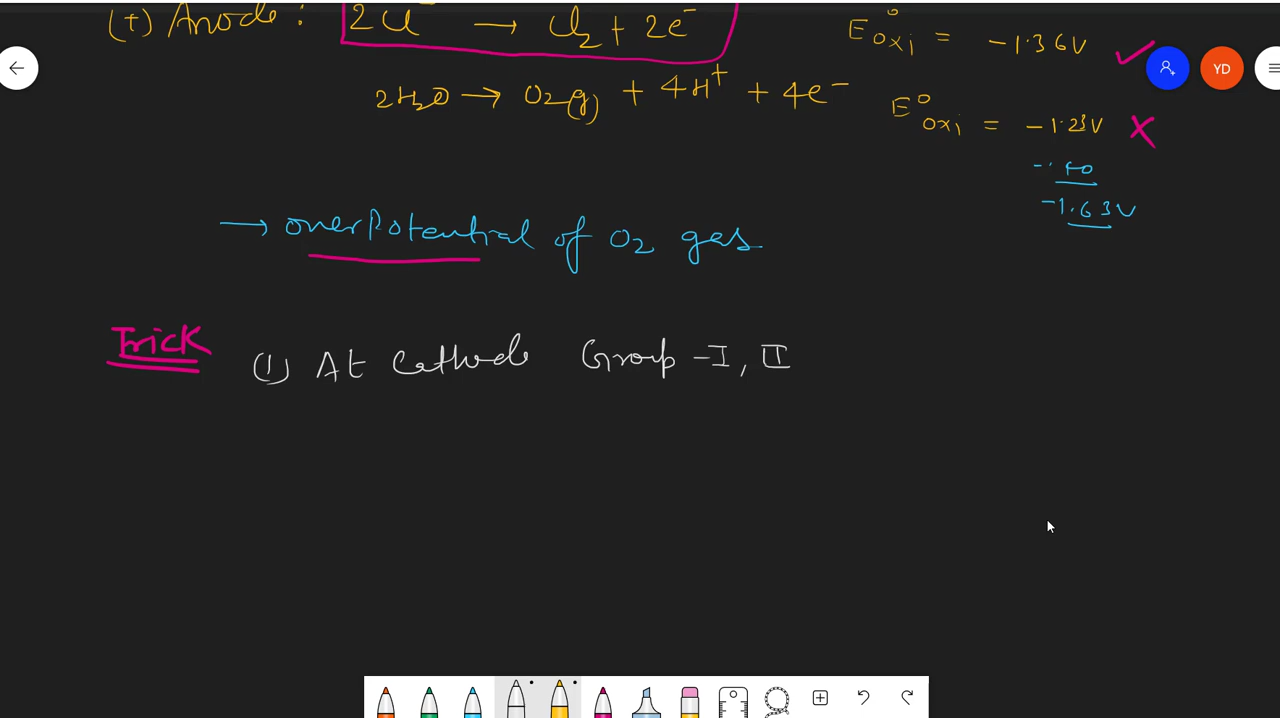 (+) Anode: 2Cl⁻ → Cl₂ + 2e⁻ E°oxi = -1.36V ✓
2H₂O → O₂(g) + 4H⁺ + 4e⁻ E°oxi = -1.23V ✗
-1.63V
→ overPotential of O₂ gas
Trick
(1) At Cathode Group -I, II
YD